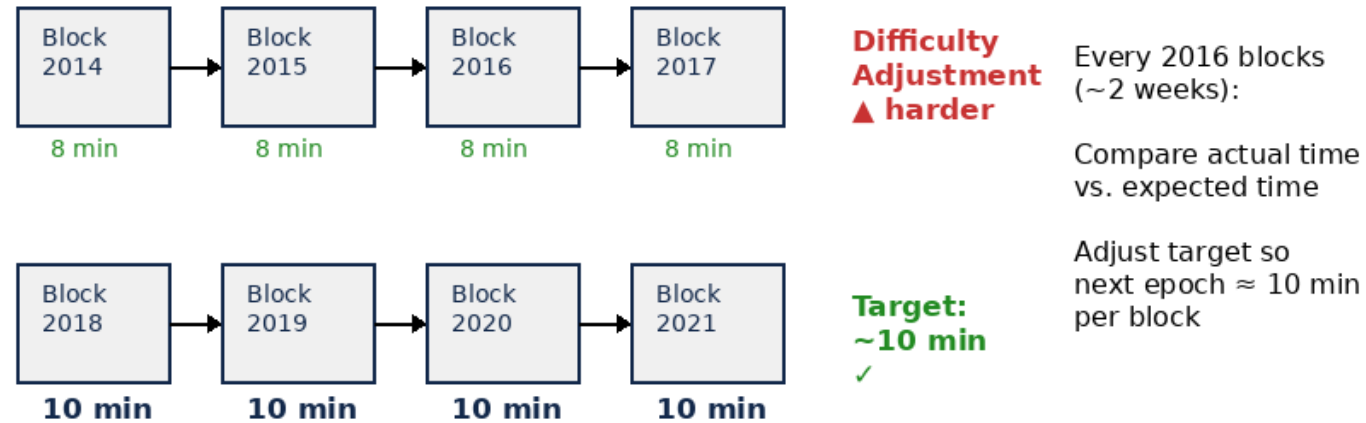 Block
2014
Block
2015
Block
2016
Block
2017
8 min
8 min
8 min
8 min
Difficulty
Adjustment
▲ harder
Every 2016 blocks
(~2 weeks):
Compare actual time
vs. expected time
Adjust target so
next epoch ≈ 10 min
per block
Block
2018
Block
2019
Block
2020
Block
2021
10 min
10 min
10 min
10 min
Target:
~10 min
✓